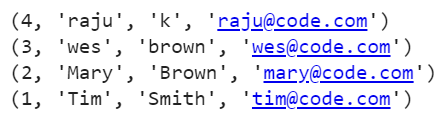 (4, 'raju', 'k', 'raju@code.com')
(3, 'wes', 'brown', 'wes@code.com')
(2, 'Mary', 'Brown', 'mary@code.com')
(1, 'Tim', 'Smith', 'tim@code.com')